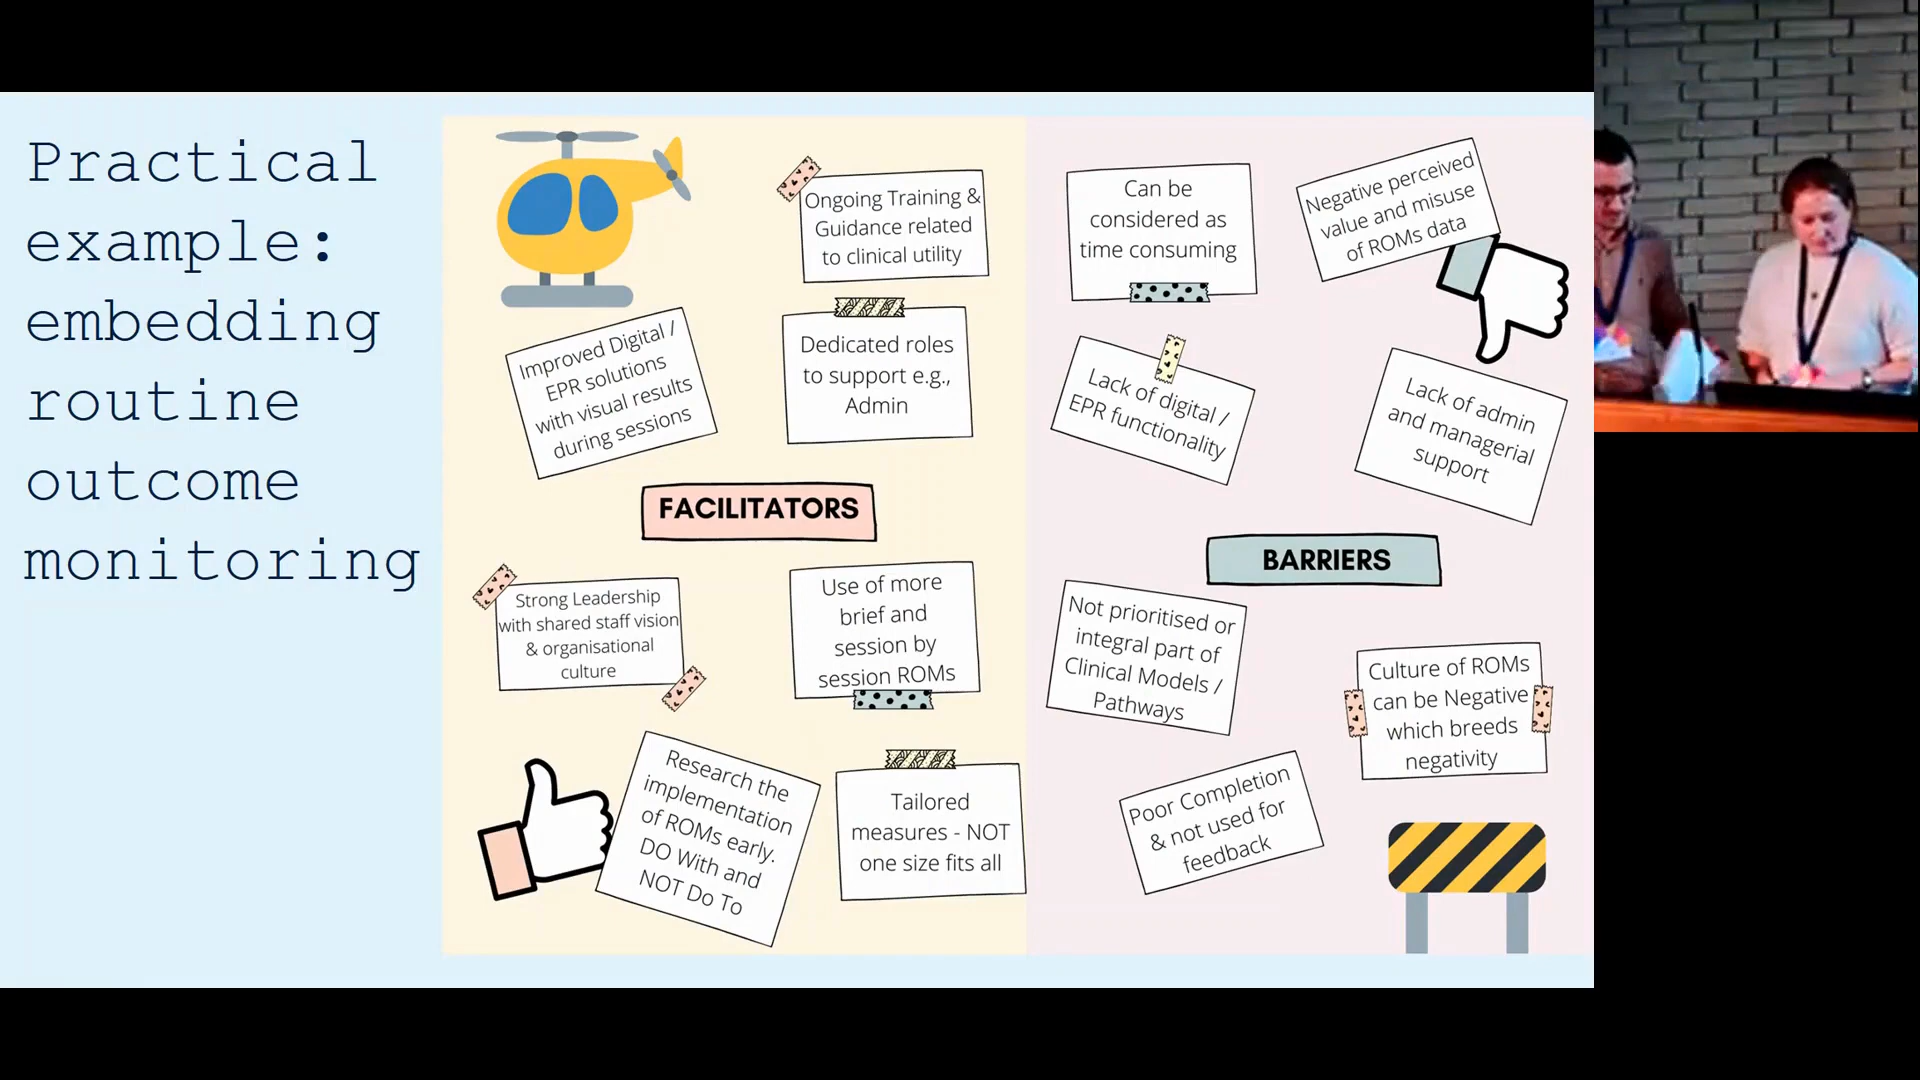 Practical
example:
embedding
routine
outcome
monitoring
Ongoing Training &
Guidance related
to clinical utility
Improved Digital /
EPR solutions
with visual results
during sessions
Dedicated roles
to support e.g.,
Admin
FACILITATORS
Strong Leadership
with shared staff vision
& organisational
culture
Use of more
brief and
session by
session ROMs
Research the
implementation
of ROMs early.
DO With and
NOT Do To
Tailored
measures - NOT
one size fits all
Can be
considered as
time consuming
Negative perceived
value and misuse
of ROMs data
Lack of digital /
EPR functionality
Lack of admin
and managerial
support
BARRIERS
Not prioritised or
integral part of
Clinical Models /
Pathways
Culture of ROMs
can be Negative
which breeds
negativity
Poor Completion
& not used for
feedback